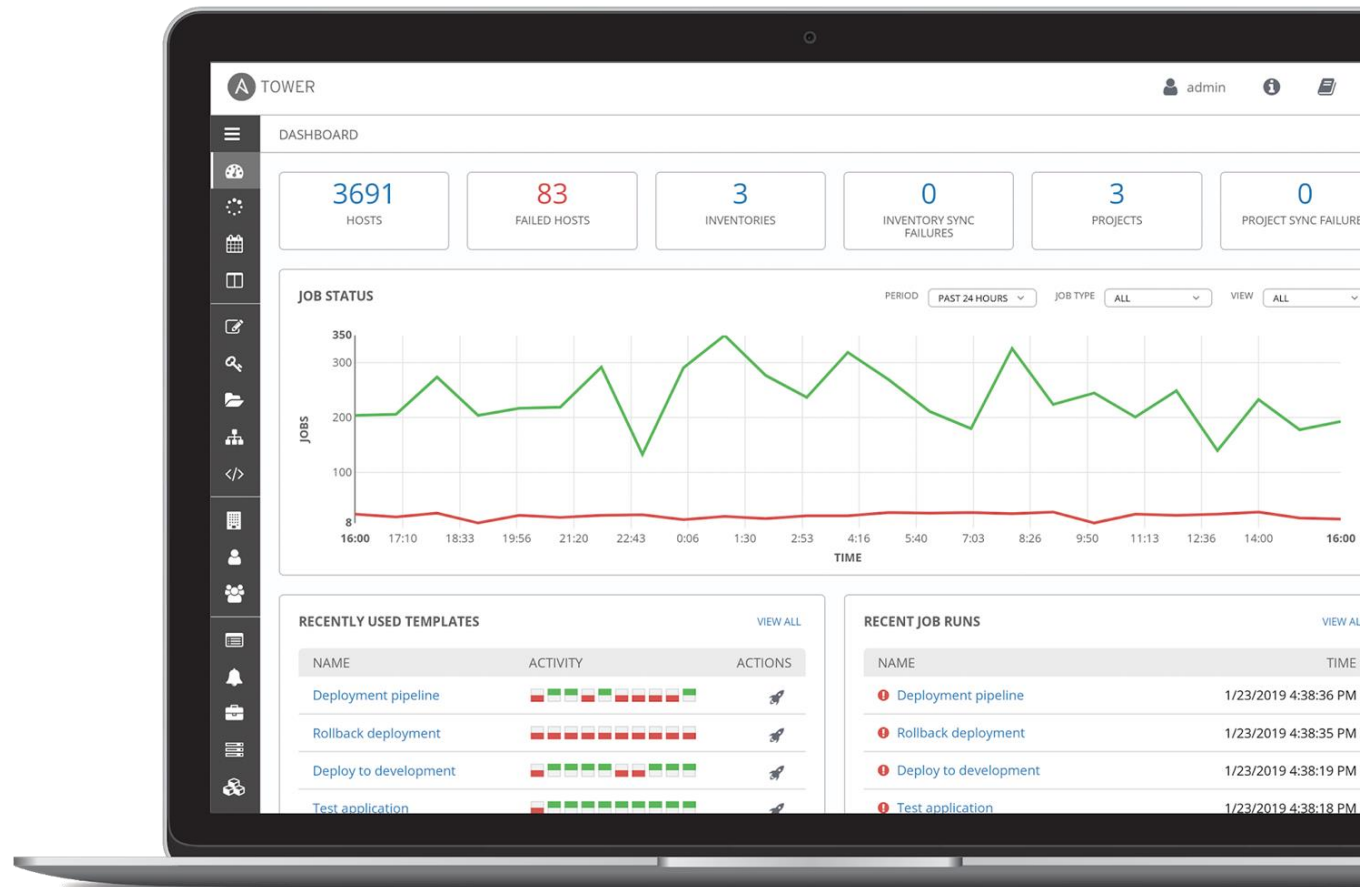 TOWER
admin
DASHBOARD
3691
HOSTS
83
FAILED HOSTS
3
INVENTORIES
0
INVENTORY SYNC
FAILURES
3
PROJECTS
0
PROJECT SYNC FAILURE
JOB STATUS
PERIOD PAST 24 HOURS JOB TYPE ALL VIEW ALL
350
300
200
100
8
JOBS
16:00 17:10 18:33 19:56 21:20 22:43 0:06 1:30 2:53 4:16 5:40 7:03 8:26 9:50 11:13 12:36 14:00 16:00
TIME
RECENTLY USED TEMPLATES VIEW ALL
NAME ACTIVITY ACTIONS
Deployment pipeline
Rollback deployment
Deploy to development
Test application
RECENT JOB RUNS VIEW AL
NAME TIME
Deployment pipeline 1/23/2019 4:38:36 PM
Rollback deployment 1/23/2019 4:38:35 PM
Deploy to development 1/23/2019 4:38:19 PM
Test application 1/23/2019 4:38:18 PM